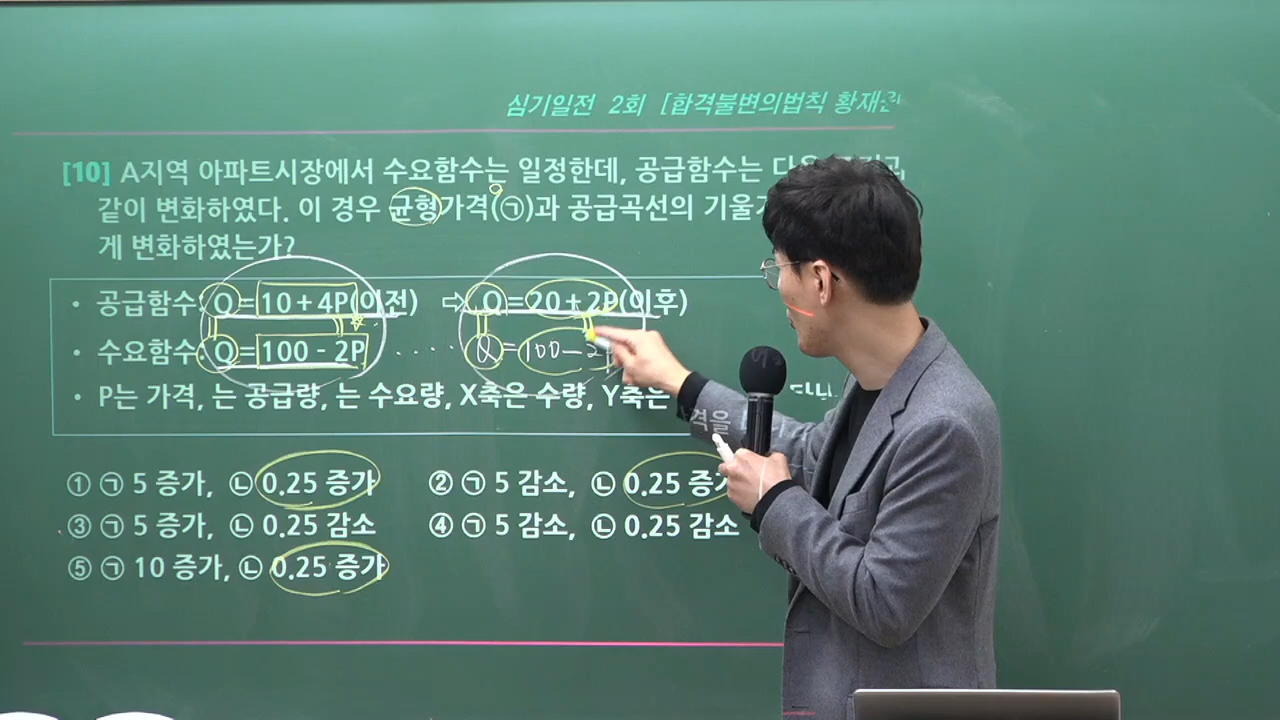 심기일전 2회 [합격불변의법칙 황재
[10] A지역 아파트시장에서 수요함수는 일정한데, 공급함수는
같이 변화하였다. 이 경우 균형가격(㉠)과 공급곡선의
게 변화하였는가?
• 공급함수: Q=10+4P(이전) ⇨ Q=20+2P(이후)
• 수요함수: Q=100-2P ···· Q=100-2P
• P는 가격, 는 공급량, 는 수요량, X축은 수량, Y축은
① ㉠ 5 증가, ㉡ 0.25 증가 ② ㉠ 5 감소, ㉡ 0.25 증가
③ ㉠ 5 증가, ㉡ 0.25 감소 ④ ㉠ 5 감소, ㉡ 0.25 감소
⑤ ㉠ 10 증가, ㉡ 0.25 증가